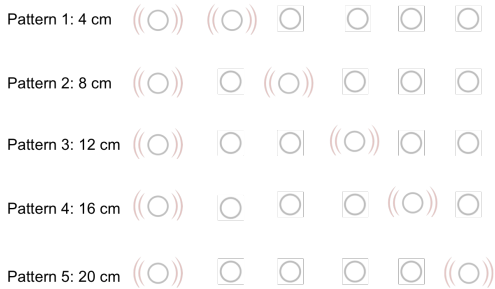 Pattern 1: 4 cm
Pattern 2: 8 cm
Pattern 3: 12 cm
Pattern 4: 16 cm
Pattern 5: 20 cm